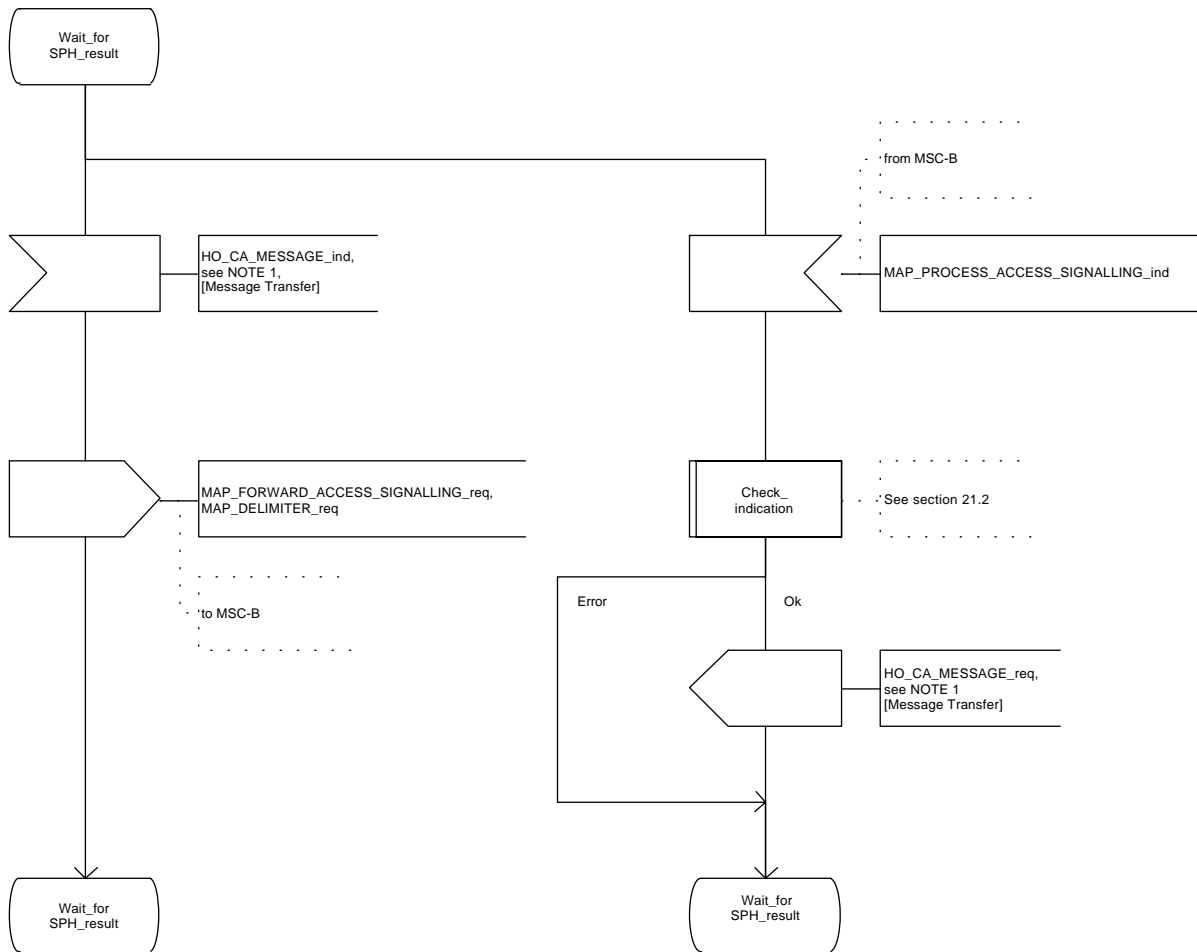 Wait_for
SPH_result
from MSC-B
HO_CA_MESSAGE_ind,
see NOTE 1,
[Message Transfer]
MAP_PROCESS_ACCESS_SIGNALLING_ind
MAP_FORWARD_ACCESS_SIGNALLING_req,
MAP_DELIMITER_req
Check_
indication
See section 21.2
to MSC-B
Error
Ok
HO_CA_MESSAGE_req,
see NOTE 1
[Message Transfer]
Wait_for
SPH_result
Wait_for
SPH_result